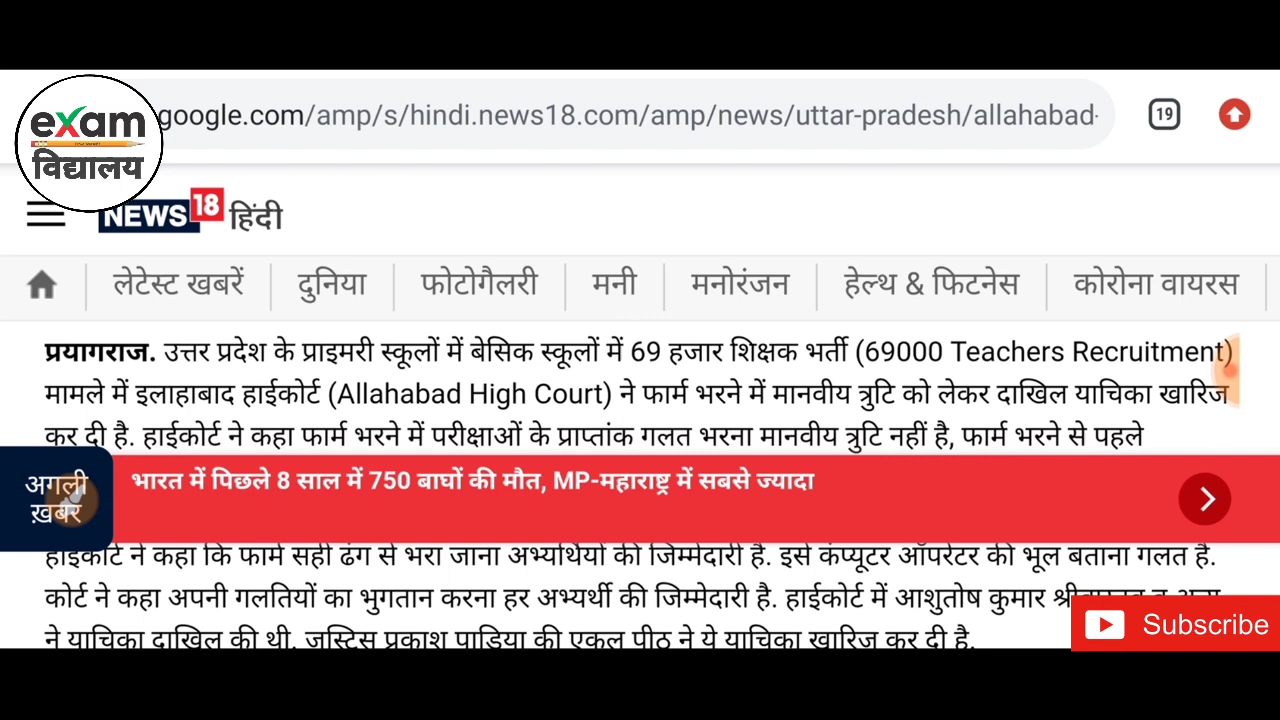 exam
विद्यालय
google.com/amp/s/hindi.news18.com/amp/news/uttar-pradesh/allahabad-
19
NEWS 18 हिंदी
लेटेस्ट खबरें दुनिया फोटोगैलरी मनी मनोरंजन हेल्थ & फिटनेस कोरोना वायरस
प्रयागराज. उत्तर प्रदेश के प्राइमरी स्कूलों में बेसिक स्कूलों में 69 हजार शिक्षक भर्ती (69000 Teachers Recruitment)
मामले में इलाहाबाद हाईकोर्ट (Allahabad High Court) ने फार्म भरने में मानवीय त्रुटि को लेकर दाखिल याचिका खारिज
कर दी है. हाईकोर्ट ने कहा फार्म भरने में परीक्षाओं के प्राप्तांक गलत भरना मानवीय त्रुटि नहीं है, फार्म भरने से पहले
अगली
ख़बर
भारत में पिछले 8 साल में 750 बाघों की मौत, MP-महाराष्ट्र में सबसे ज्यादा
हाईकोर्ट ने कहा कि फार्म सही ढंग से भरा जाना अभ्यर्थियों की जिम्मेदारी है. इसे कंप्यूटर ऑपरेटर की भूल बताना गलत है.
कोर्ट ने कहा अपनी गलतियों का भुगतान करना हर अभ्यर्थी की जिम्मेदारी है. हाईकोर्ट में आशुतोष कुमार
Subscribe
ने याचिका दाखिल की थी. जस्टिस प्रकाश पाडिया की एकल पीठ ने ये याचिका खारिज कर दी है.